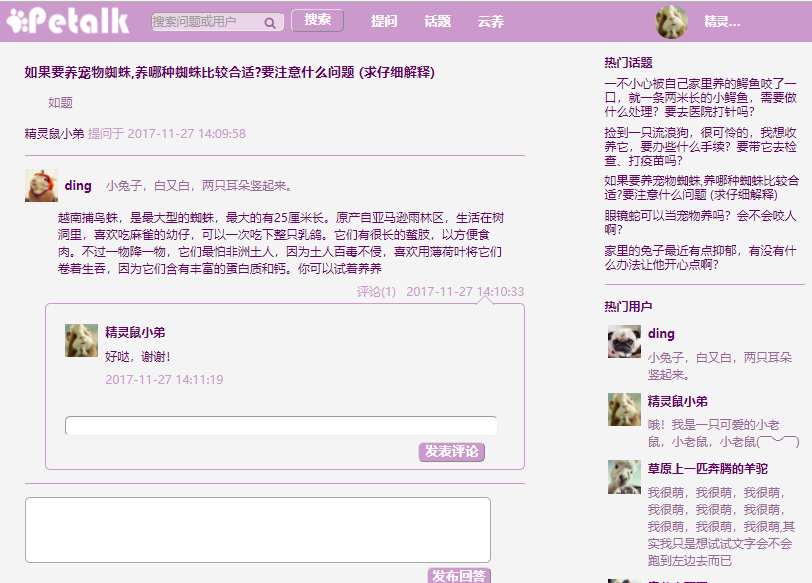 Petalk
搜索问题或用户
搜索
提问
话题
云养
精灵...
如果要养宠物蜘蛛,养哪种蜘蛛比较合适?要注意什么问题 (求仔细解释)
如题
精灵鼠小弟 提问于 2017-11-27 14:09:58
ding 小兔子，白又白，两只耳朵竖起来。
越南捕鸟蛛，是最大型的蜘蛛，最大的有25厘米长。原产自亚马逊雨林区，生活在树
洞里，喜欢吃麻雀的幼仔，可以一次吃下整只乳鸽。它们有很长的螯肢，以方便食
肉。不过一物降一物，它们最怕非洲土人，因为土人百毒不侵，喜欢用薄荷叶将它们
卷着生吞，因为它们含有丰富的蛋白质和钙。你可以试着养养
评论(1) 2017-11-27 14:10:33
精灵鼠小弟
好哒，谢谢！
2017-11-27 14:11:19
发表评论
发布回答
热门话题
一不小心被自己家里养的鳄鱼咬了一
口，就一条两米长的小鳄鱼，需要做
什么处理？要去医院打针吗？
捡到一只流浪狗，很可怜的，我想收
养它，要办些什么手续？要带它去检
查、打疫苗吗？
如果要养宠物蜘蛛,养哪种蜘蛛比较合
适?要注意什么问题 (求仔细解释)
眼镜蛇可以当宠物养吗？会不会咬人
啊？
家里的兔子最近有点抑郁，有没有什
么办法让他开心点啊？
热门用户
ding
小兔子，白又白，两只耳朵
竖起来。
精灵鼠小弟
哦！我是一只可爱的小老
鼠，小老鼠，小老鼠(￣︶￣)
草原上一匹奔腾的羊驼
我很萌，我很萌，我很萌，
我很萌，我很萌，我很萌，
我很萌，我很萌，我很萌,其
实我只是想试试文字会不会
跑到左边去而已